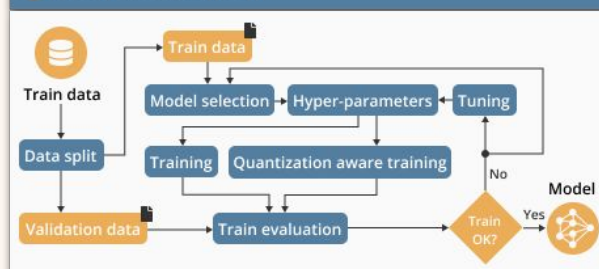 Train data
Train data
Model selection
Hyper-parameters
Tuning
Data split
Training
Quantization aware training
No
Model
Validation data
Train evaluation
Train
OK?
Yes